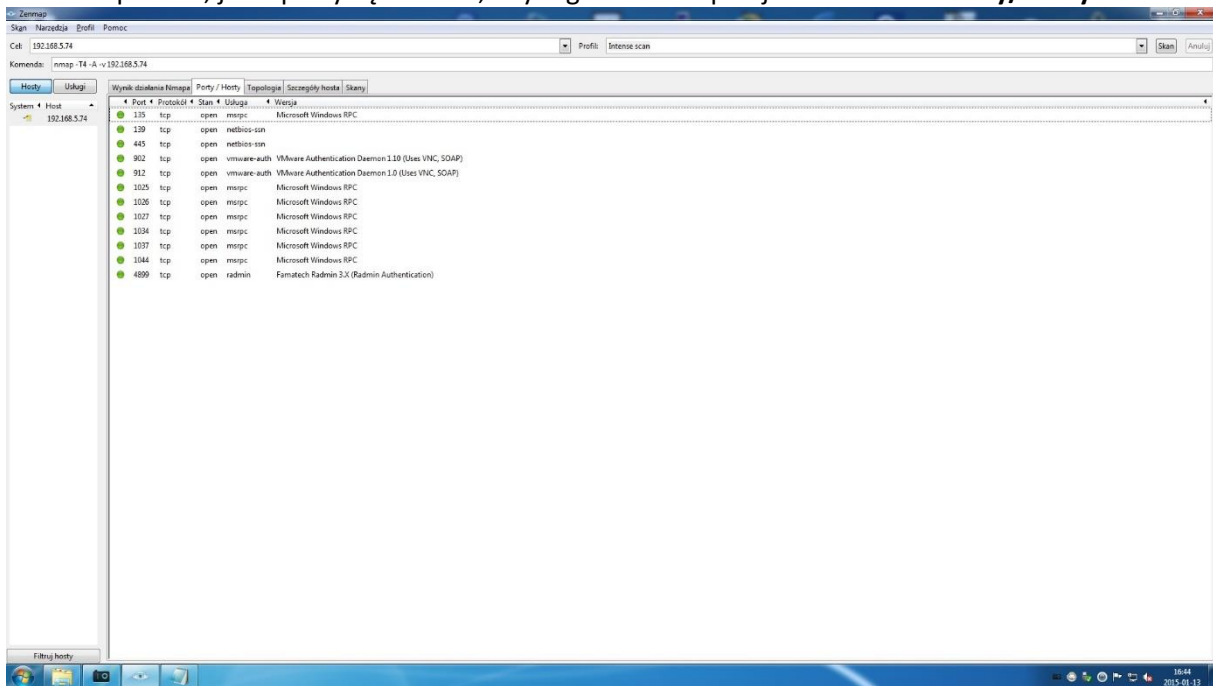 Zenmap
Skan Narzędzia Profil Pomoc
Cel: 192.168.5.74 Profil: Intense scan Skan Anuluj
Komenda: nmap -T4 -A -v 192.168.5.74
Hosty Usługi Wynik działania Nmapa Porty / Hosty Topologia Szczegóły hosta Skany
System Host Port Protokół Stan Usługa Wersja
192.168.5.74
135 tcp open msrpc Microsoft Windows RPC
139 tcp open netbios-ssn
445 tcp open netbios-ssn
902 tcp open vmware-auth VMware Authentication Daemon 1.10 (Uses VNC, SOAP)
912 tcp open vmware-auth VMware Authentication Daemon 1.0 (Uses VNC, SOAP)
1025 tcp open msrpc Microsoft Windows RPC
1026 tcp open msrpc Microsoft Windows RPC
1027 tcp open msrpc Microsoft Windows RPC
1034 tcp open msrpc Microsoft Windows RPC
1037 tcp open msrpc Microsoft Windows RPC
1044 tcp open msrpc Microsoft Windows RPC
4899 tcp open radmin Famatech Radmin 3.X (Radmin Authentication)
Filtruj hosty
16:44
2015-01-13